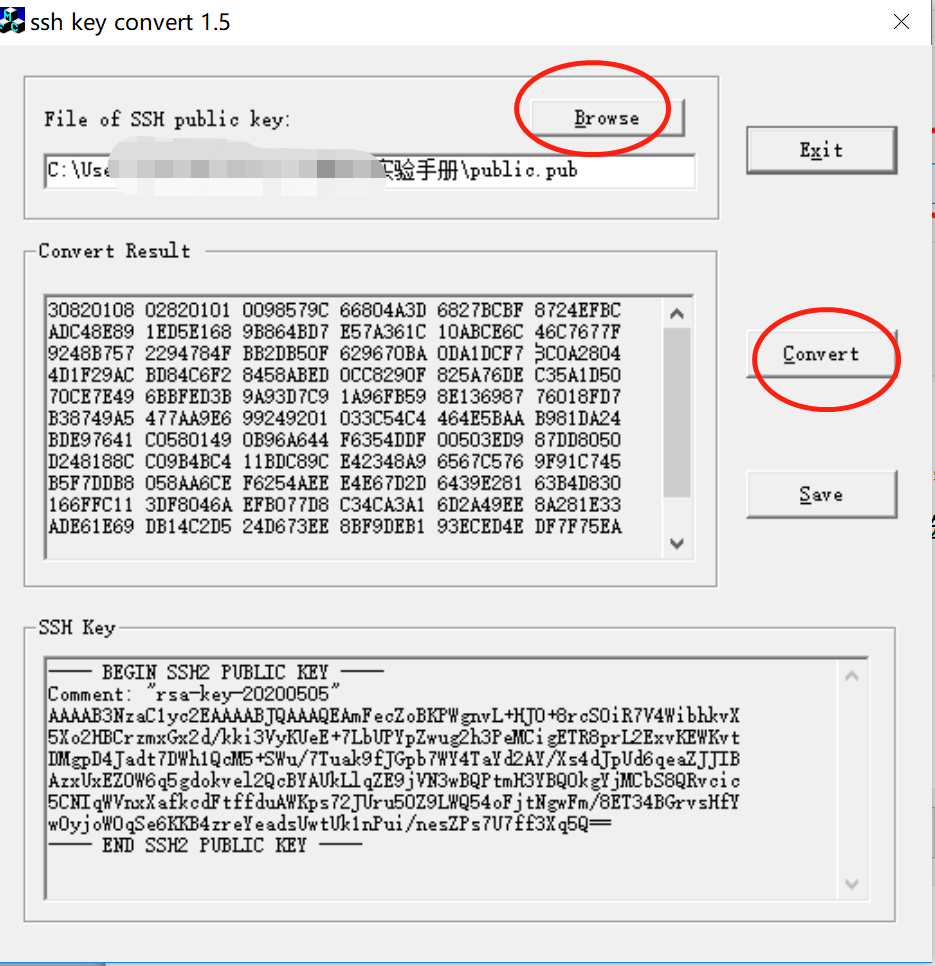 ssh key convert 1.5
File of SSH public key:
Browse
C:\Use
实验手册\public.pub
Exit
Convert Result
30820108 02820101 0098579C 66804A3D 6827BCBF 8724EFBC
ADC48E89 1ED5E168 9B864BD7 E57A361C 10ABCE6C 46C7677F
9248B757 2294784F BB2DB50F 629670BA 0DA1DCF7 8C0A2804
4D1F29AC BD84C6F2 8458ABED 0CC8290F 825A76DE C35A1D50
70CE7E49 6BBFED3B 9A93D7C9 1A96FB59 8E136987 76018FD7
B38749A5 477AA9E6 99249201 033C54C4 464E5BAA B981DA24
BDE97641 C0580149 0B96A644 F6354DDF 00503ED9 87DD8050
D248188C C09B4BC4 11BDC89C E42348A9 6567C576 9F91C745
B5F7DDB8 058AA6CE F6254AEE E4E67D2D 6439E281 63B4D830
166FFC11 3DF8046A EFB077D8 C34CA3A1 6D2A49EE 8A281E33
ADE61E69 DB14C2D5 24D673EE 8BF9DEB1 93ECED4E DF7F75EA
Convert
Save
SSH Key
---- BEGIN SSH2 PUBLIC KEY ----
Comment: "rsa-key-20200505"
AAAAB3NzaC1yc2EAAAABJQAAAQEAmFecZoBKPWgnvL+HJO+8rcSOiR7V4WibhkvX
5Xo2HBCrzmxGx2d/kki3VyKUeE+7LbUPYpZwug2h3PeMCigETR8prL2ExvKEWKvt
DMgpD4Jadt7DWh1QcM5+SWu/7Tuak9fJGpb7WY4TaYd2AY/Xs4dJpUd6qeaZJJIB
AzxUxEZOW6q5gdokvel2QcBYAUkLlqZE9jVN3wBQPtmH3YBQ0kgYjMCbS8QRvcic
5CNIqWVnxXafkcdFtffduAWKps72JUru5OZ9LWQ54oFjtNgwFm/8ET34BGrvsHfY
w0yjoW0qSe6KKB4zreYeadsUwtUk1nPui/nesZPs7U7ff3Xq5Q==
---- END SSH2 PUBLIC KEY ----